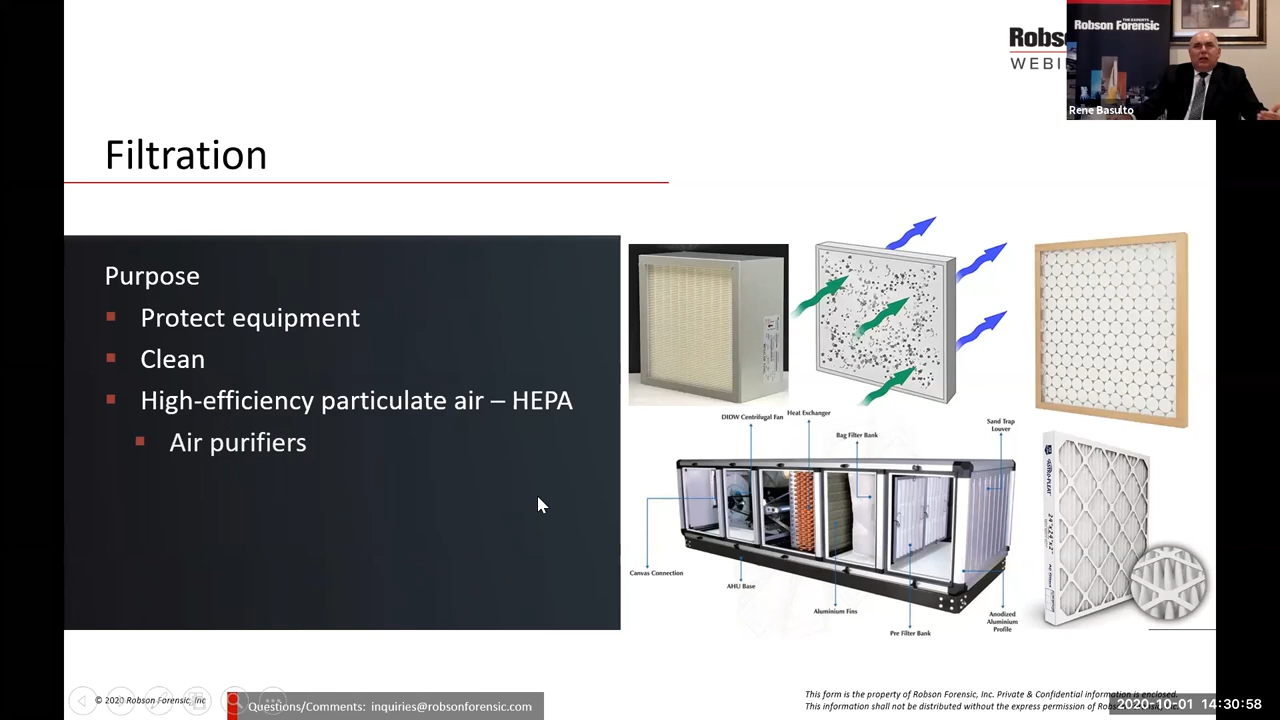 Robs
WEBI
THE EXPERTS
Robson Forensic
Rene Basulto
Filtration
Purpose
Protect equipment
Clean
High-efficiency particulate air – HEPA
Air purifiers
DIDW Centrifugal Fan
Heat Exchanger
Bag Filter Bank
Sand Trap
Louver
Canvas Connection
AHU Base
Aluminium Fins
Pre Filter Bank
Anodized
Aluminium
Profile
© 2020 Robson Forensic, Inc
Questions/Comments: inquiries@robsonforensic.com
This form is the property of Robson Forensic, Inc. Private & Confidential information is enclosed.
This information shall not be distributed without the express permission of
2020-10-01 14:30:58